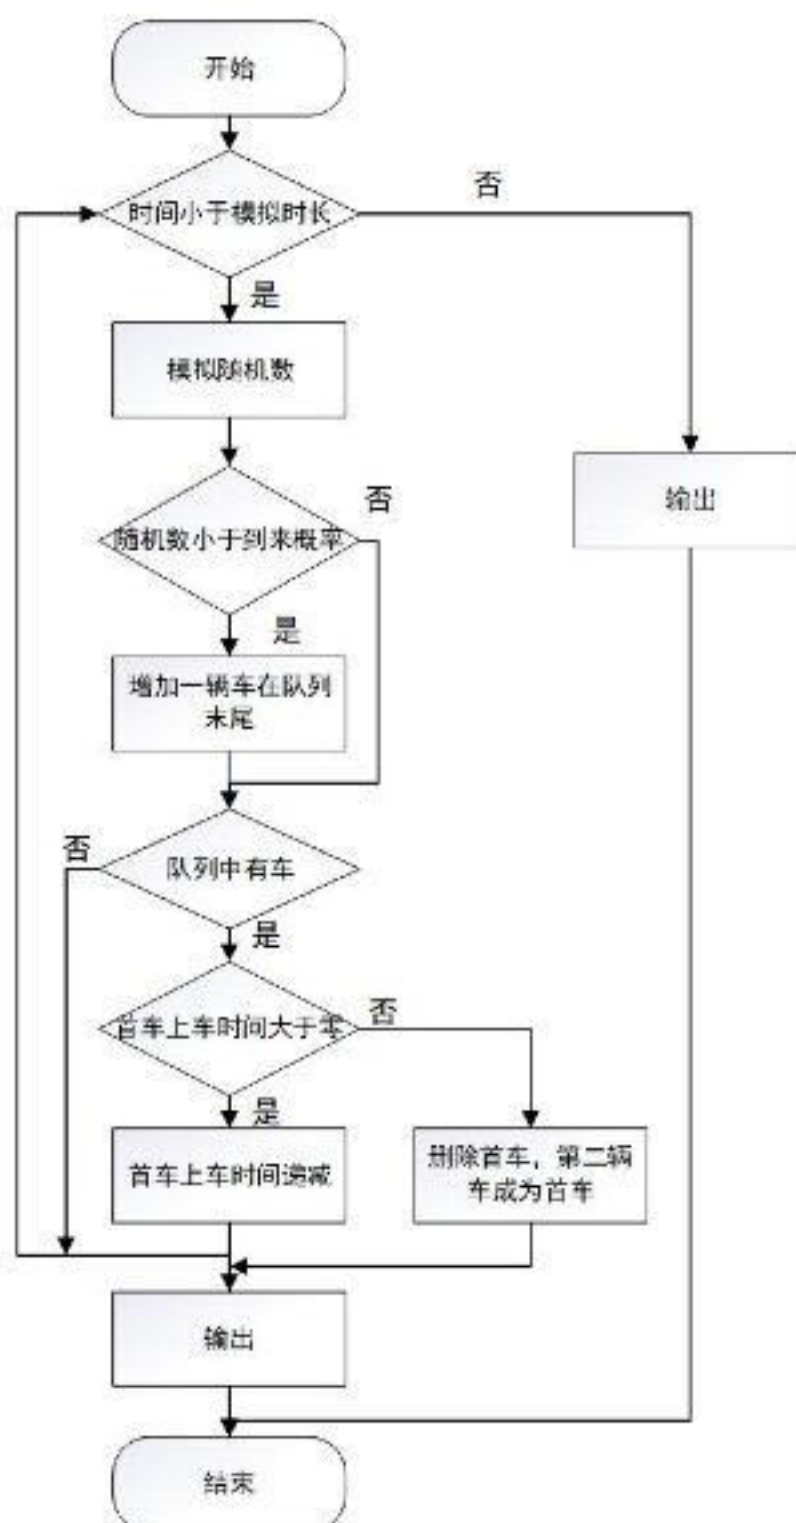 开始
时间小于模拟时长
否
是
模拟随机数
输出
随机数小于到来概率
否
是
增加一辆车在队列
末尾
队列中有车
否
是
首车上车时间大于零
否
是
首车上车时间递减
删除首车，第二辆
车成为首车
输出
结束